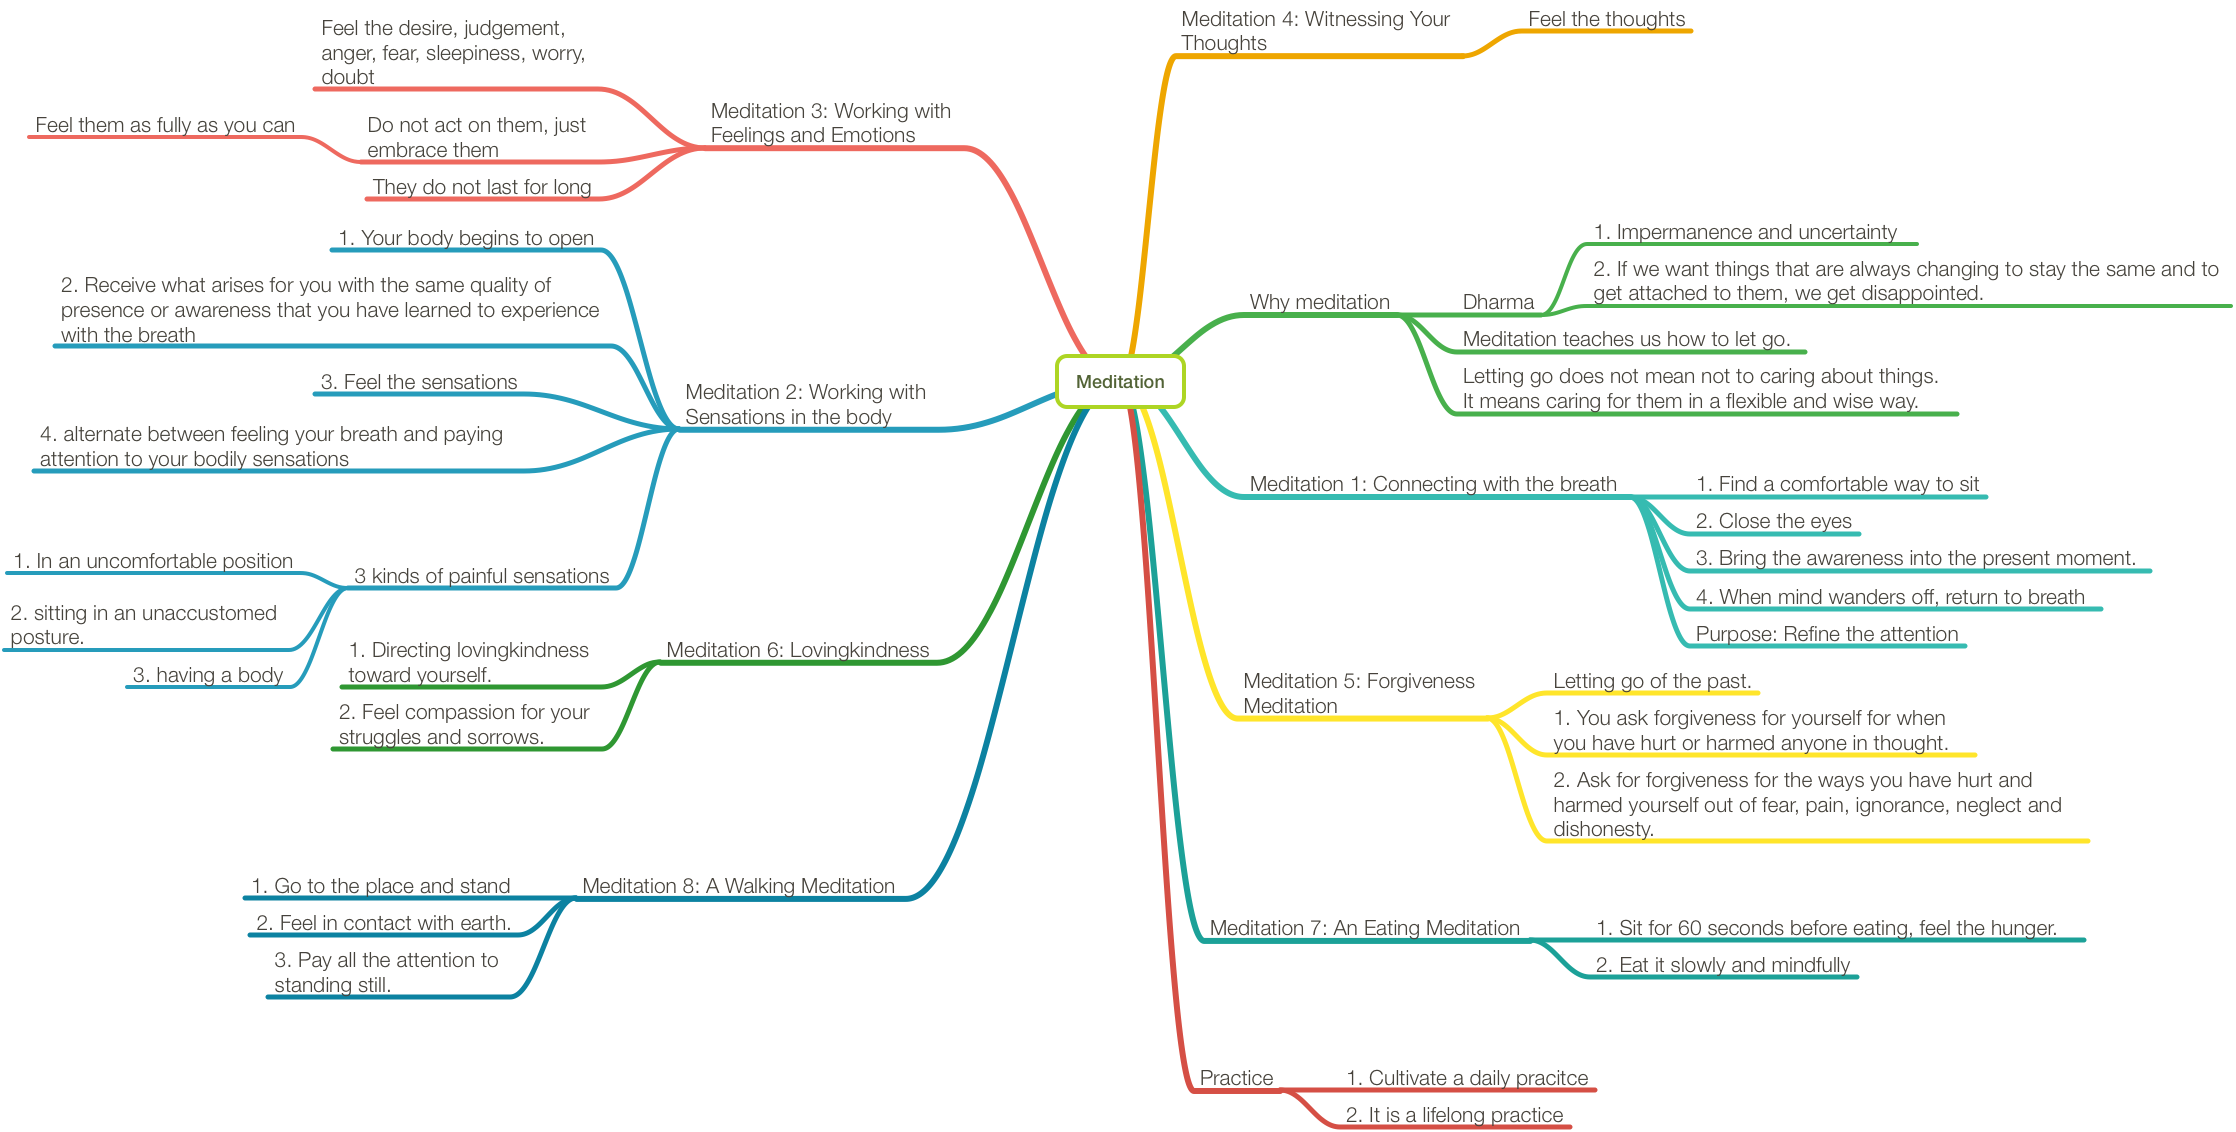 Meditation
Meditation 4: Witnessing Your
Thoughts
Feel the thoughts
Why meditation
Dharma
1. Impermanence and uncertainty
2. If we want things that are always changing to stay the same and to
get attached to them, we get disappointed.
Meditation teaches us how to let go.
Letting go does not mean not to caring about things.
It means caring for them in a flexible and wise way.
Meditation 1: Connecting with the breath
1. Find a comfortable way to sit
2. Close the eyes
3. Bring the awareness into the present moment.
4. When mind wanders off, return to breath
Purpose: Refine the attention
Meditation 5: Forgiveness
Meditation
Letting go of the past.
1. You ask forgiveness for yourself for when
you have hurt or harmed anyone in thought.
2. Ask for forgiveness for the ways you have hurt and
harmed yourself out of fear, pain, ignorance, neglect and
dishonesty.
Meditation 7: An Eating Meditation
1. Sit for 60 seconds before eating, feel the hunger.
2. Eat it slowly and mindfully
Practice
1. Cultivate a daily pracitce
2. It is a lifelong practice
Meditation 3: Working with
Feelings and Emotions
Feel the desire, judgement,
anger, fear, sleepiness, worry,
doubt
Do not act on them, just
embrace them
Feel them as fully as you can
They do not last for long
Meditation 2: Working with
Sensations in the body
1. Your body begins to open
2. Receive what arises for you with the same quality of
presence or awareness that you have learned to experience
with the breath
3. Feel the sensations
4. alternate between feeling your breath and paying
attention to your bodily sensations
3 kinds of painful sensations
1. In an uncomfortable position
2. sitting in an unaccustomed
posture.
3. having a body
Meditation 6: Lovingkindness
1. Directing lovingkindness
toward yourself.
2. Feel compassion for your
struggles and sorrows.
Meditation 8: A Walking Meditation
1. Go to the place and stand
2. Feel in contact with earth.
3. Pay all the attention to
standing still.